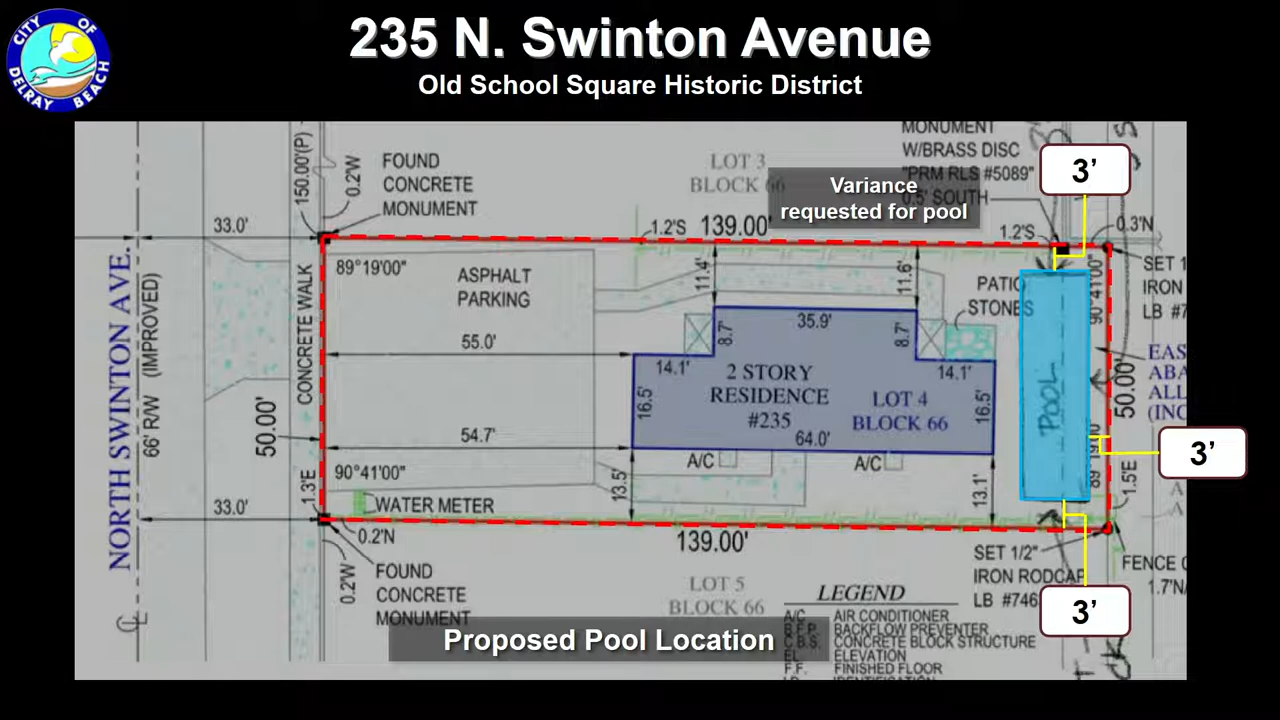 CITY OF
DELRAY BEACH
235 N. Swinton Avenue
Old School Square Historic District
150.00'(P)
0.2'W
FOUND
CONCRETE
MONUMENT
LOT 3
BLOCK 66
MONUMENT
W/BRASS DISC
"PRM RLS #5089"
0.5' SOUTH
3'
Variance
requested for pool
33.0'
1.2'S
139.00'
1.2'S
0.3'N
89°19'00"
ASPHALT
PARKING
11.4'
11.6'
PATIO
STONES
90°41'00"
SET 1
IRON
LB #7
NORTH SWINTON AVE.
66' R/W (IMPROVED)
CONCRETE WALK
55.0'
8.7'
35.9'
8.7'
14.1'
14.1'
2 STORY
RESIDENCE
#235
LOT 4
BLOCK 66
16.5'
16.5'
64.0'
POOL
EAS
ABA
ALL
(INC
50.00'
50.00'
54.7'
A/C
A/C
3'
90°41'00"
13.5'
13.1'
1.3'E
1.5'E
WATER METER
33.0'
0.2'N
139.00'
0.2'W
FOUND
CONCRETE
MONUMENT
LOT 5
BLOCK 66
SET 1/2"
IRON RODCAP
LB #746
3'
FENCE
1.7'N
LEGEND
A/C AIR CONDITIONER
B.F.P. BACKFLOW PREVENTER
C.B.S. CONCRETE BLOCK STRUCTURE
EL. ELEVATION
F.F. FINISHED FLOOR
Proposed Pool Location